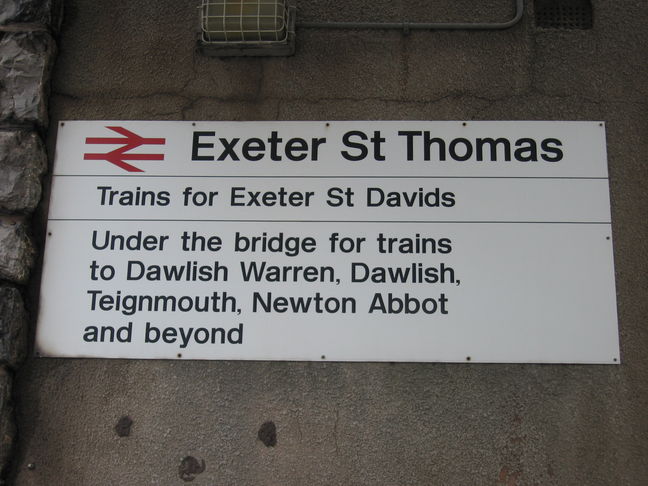 Exeter St Thomas
Trains for Exeter St Davids
Under the bridge for trains
to Dawlish Warren, Dawlish,
Teignmouth, Newton Abbot
and beyond